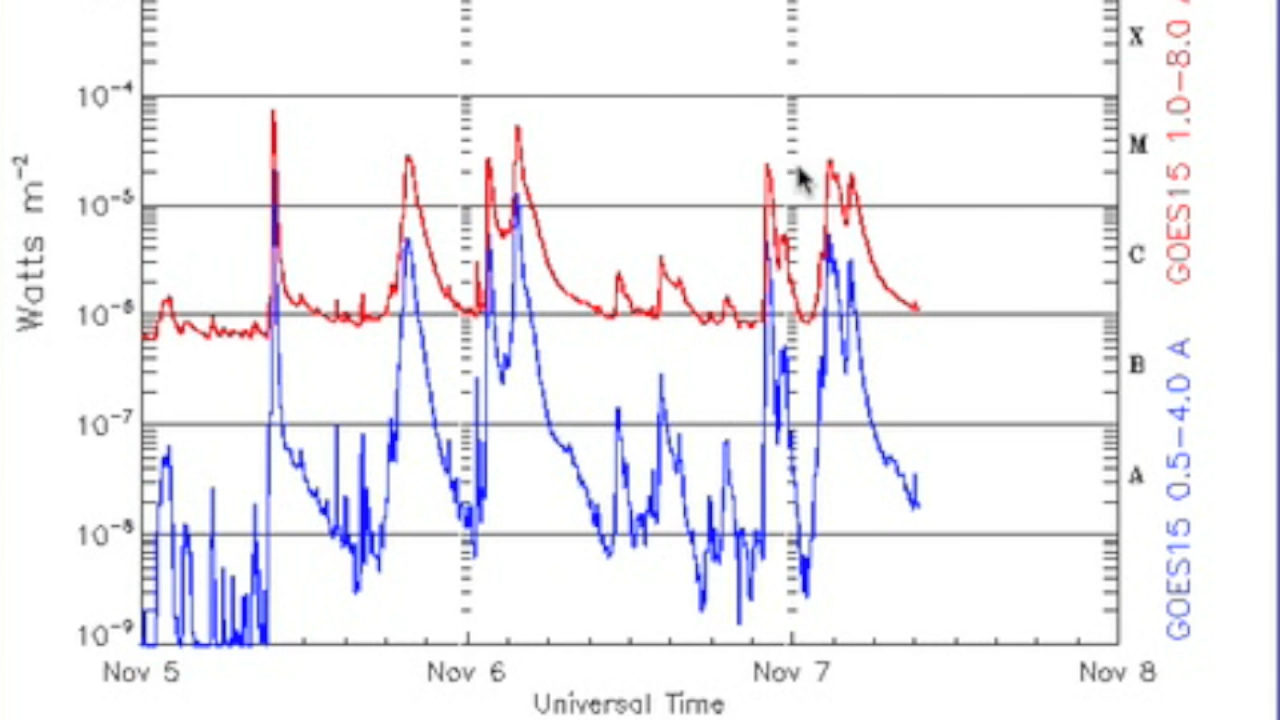 X
10⁻⁴
M
10⁻⁵
C
10⁻⁶
B
10⁻⁷
A
10⁻⁸
10⁻⁹
Watts m⁻²
Nov 5 Nov 6 Nov 7 Nov 8
Universal Time
GOES15 1.0−8.0
GOES15 0.5−4.0 A